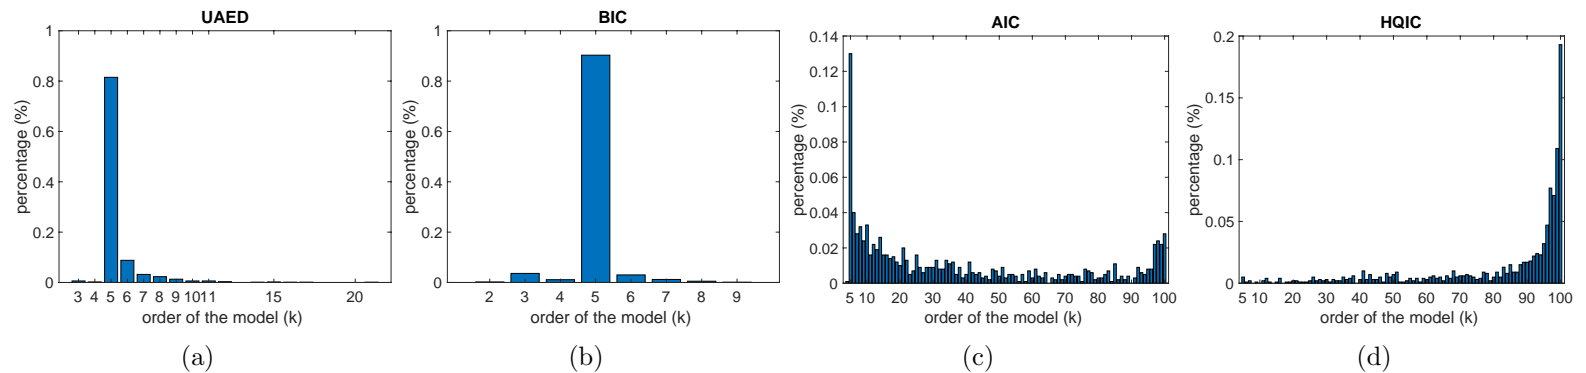 UAED
percentage (%)
1
0.8
0.6
0.4
0.2
0
3 4 5 6 7 8 9 10 11 15 20
order of the model (k)
(a)
BIC
percentage (%)
1
0.8
0.6
0.4
0.2
0
2 3 4 5 6 7 8 9
order of the model (k)
(b)
AIC
percentage (%)
0.14
0.12
0.1
0.08
0.06
0.04
0.02
0
5 10 20 30 40 50 60 70 80 90 100
order of the model (k)
(c)
HQIC
percentage (%)
0.2
0.15
0.1
0.05
0
5 10 20 30 40 50 60 70 80 90 100
order of the model (k)
(d)